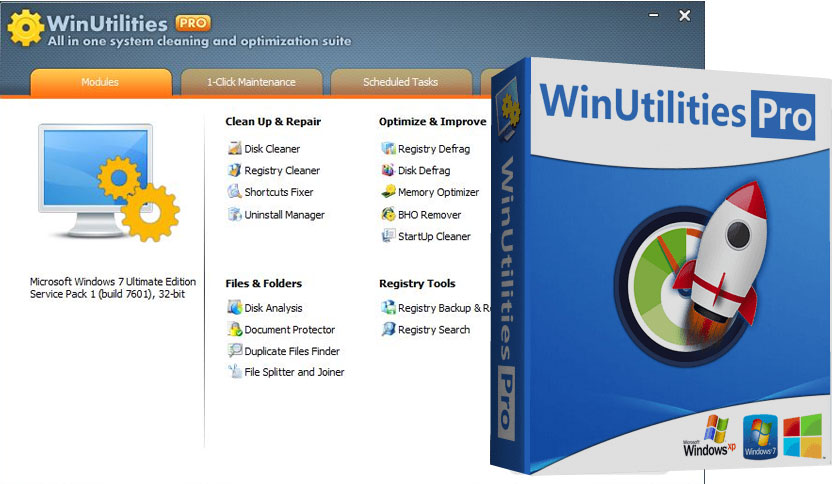 WinUtilities PRO
All in one system cleaning and optimization suite
Modules
1-Click Maintenance
Scheduled Tasks
Clean Up & Repair
Disk Cleaner
Registry Cleaner
Shortcuts Fixer
Uninstall Manager
Optimize & Improve
Registry Defrag
Disk Defrag
Memory Optimizer
BHO Remover
StartUp Cleaner
Microsoft Windows 7 Ultimate Edition
Service Pack 1 (build 7601), 32-bit
Files & Folders
Disk Analysis
Document Protector
Duplicate Files Finder
File Splitter and Joiner
Registry Tools
Registry Backup & R
Registry Search
WinUtilities Pro
WinUtilities Pro
Microsoft
Windows xp
Windows 7